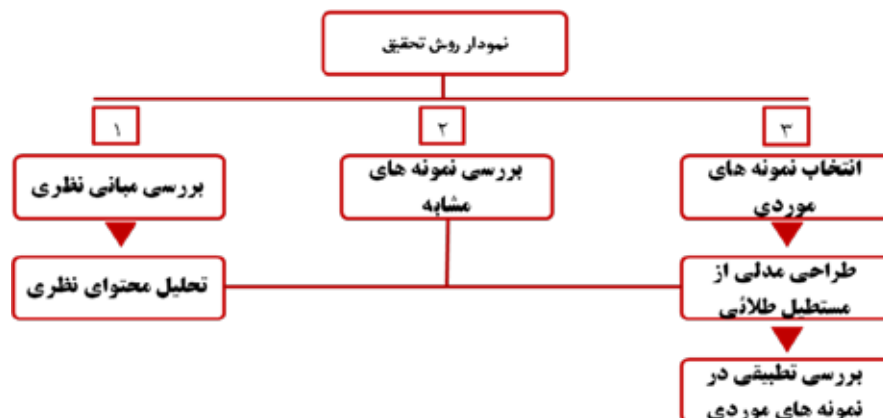 نمودار روش تحقیق
۱
۲
۳
بررسی مبانی نظری
بررسی نمونه های
مشابه
انتخاب نمونه های
موردی
تحلیل محتوای نظری
طراحی مدلی از
مستطیل طلائی
بررسی تطبیقی در
نمونه های موردی